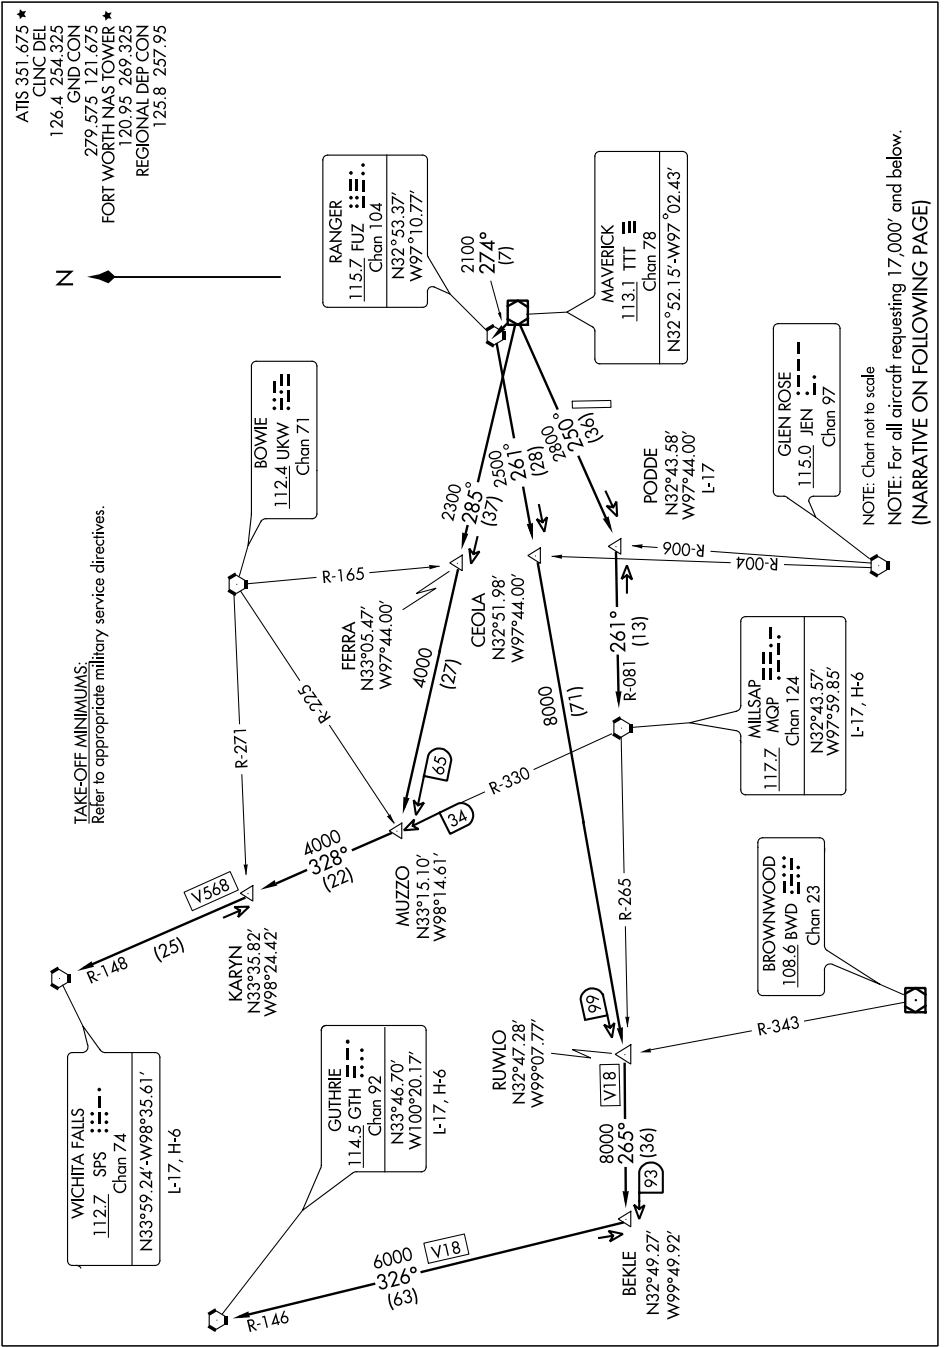 ATIS 351.675 ★
CLNC DEL
126.4 254.325
GND CON
279.575 121.675
FORT WORTH NAS TOWER ★
120.95 269.325
REGIONAL DEP CON
125.8 257.95
N
TAKE-OFF MINIMUMS:
Refer to appropriate military service directives.
WICHITA FALLS
112.7 SPS
Chan 74
N33°59.24'-W98°35.61'
L-17, H-6
R-148
(25)
V568
KARYN
N33°35.82'
W98°24.42'
4000
328°
(22)
MUZZO
N33°15.10'
W98°14.61'
R-271
R-225
R-165
BOWIE
112.4 UKW
Chan 71
RANGER
115.7 FUZ
Chan 104
N32°53.37'
W97°10.77'
2100
274°
(7)
MAVERICK
113.1 TTT
Chan 78
N32°52.15'-W97°02.43'
2300
285°
(37)
2500
261°
(28)
2800
250°
(36)
FERRA
N33°05.47'
W97°44.00'
4000
(27)
65
34
R-330
CEOLA
N32°51.98'
W97°44.00'
8000
(71)
PODDE
N32°43.58'
W97°44.00'
L-17
261°
(13)
R-081
R-006
R-004
GLEN ROSE
115.0 JEN
Chan 97
MILLSAP
117.7 MQP
Chan 124
N32°43.57'
W97°59.85'
L-17, H-6
R-265
99
RUWLO
N32°47.28'
W99°07.77'
V18
R-343
BROWNWOOD
108.6 BWD
Chan 23
8000
265°
(36)
93
BEKLE
N32°49.27'
W99°49.92'
GUTHRIE
114.5 GTH
Chan 92
N33°46.70'
W100°20.17'
L-17, H-6
6000
V18
326°
(63)
R-146
NOTE: Chart not to scale
NOTE: For all aircraft requesting 17,000' and below.
(NARRATIVE ON FOLLOWING PAGE)